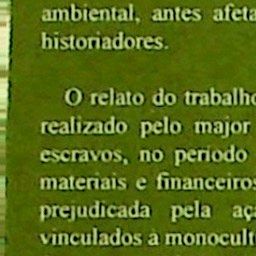 ambiental, antes afeta
historiadores.
O relato do trabalho
realizado pelo major
escravos, no período
materiais e financeiros
prejudicada pela aç
vinculados à monocult